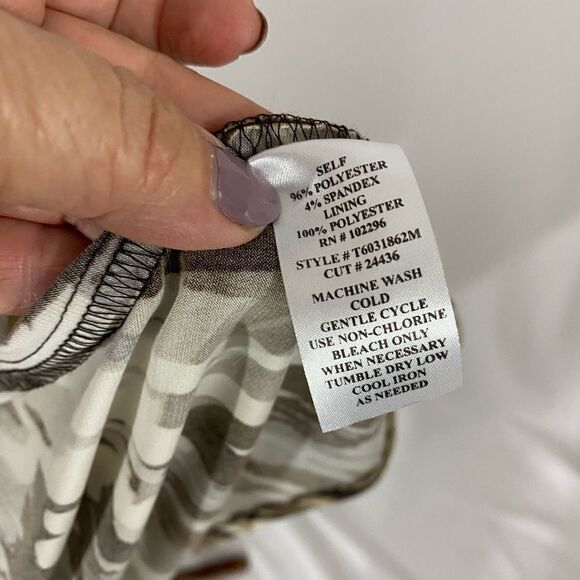 SELF
96% POLYESTER
4% SPANDEX
LINING
100% POLYESTER
RN # 102296
STYLE # T6031862M
CUT # 24436
MACHINE WASH
COLD
GENTLE CYCLE
USE NON-CHLORINE
BLEACH ONLY
WHEN NECESSARY
TUMBLE DRY LOW
COOL IRON
AS NEEDED